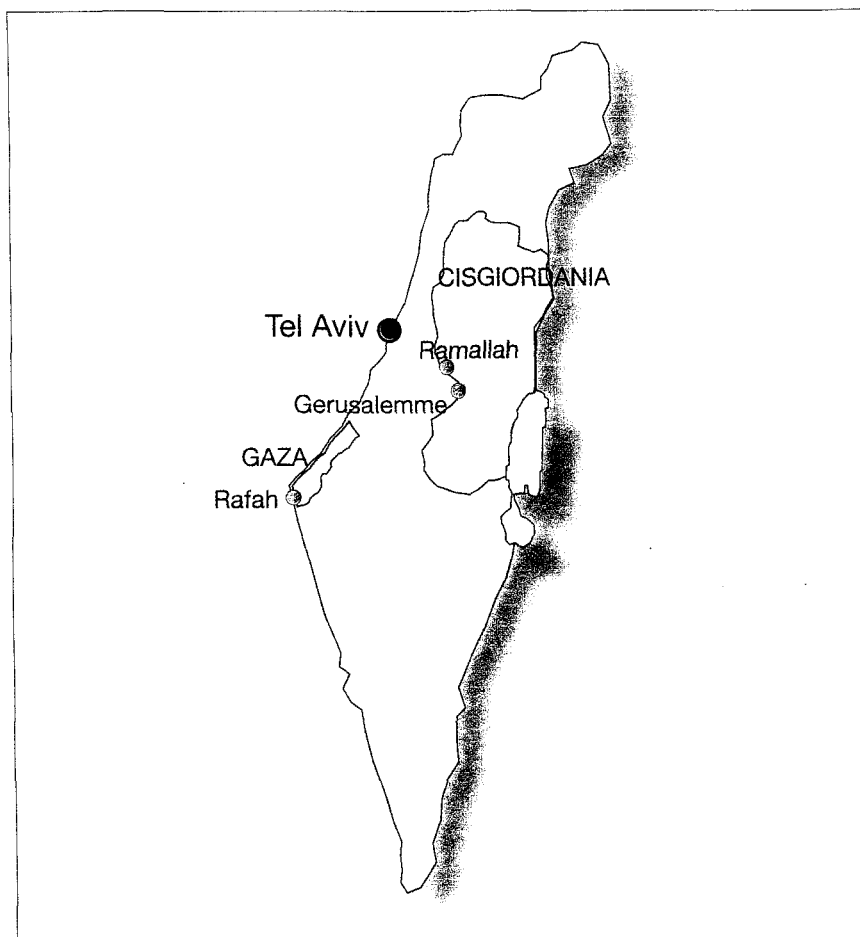 CISGIORDANIA
Tel Aviv
Ramallah
Gerusalemme
GAZA
Rafah